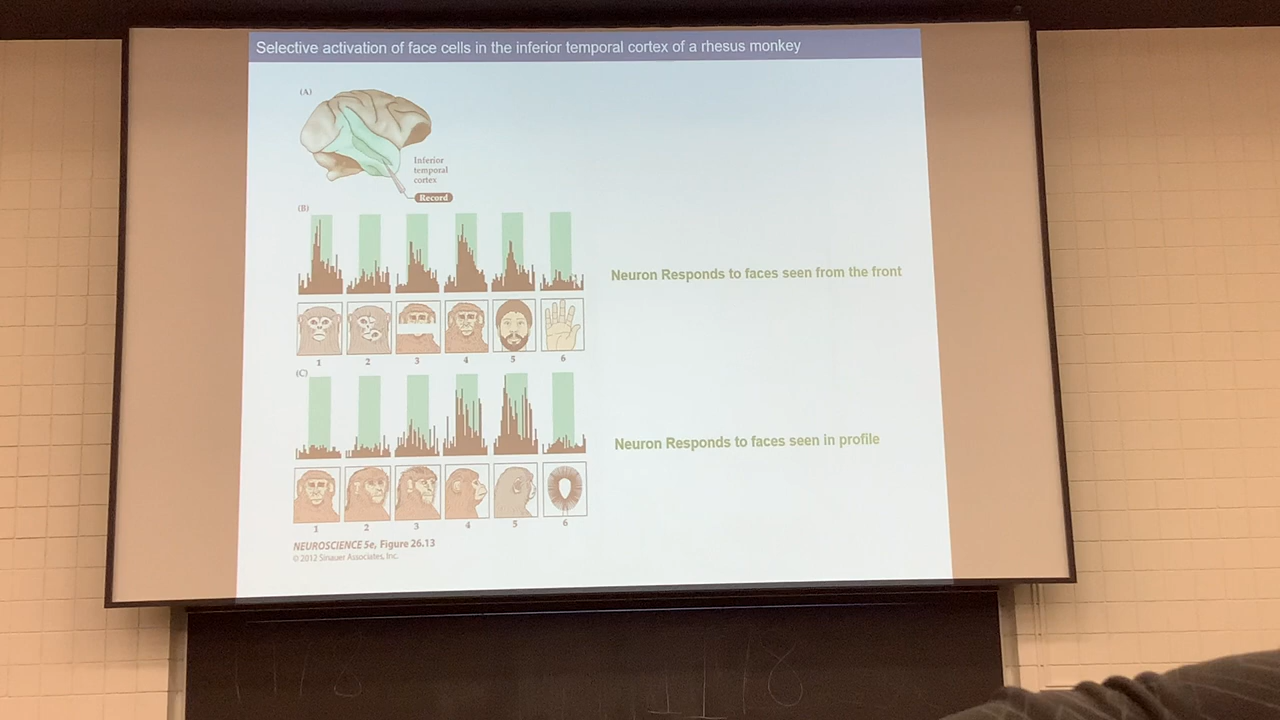 Selective activation of face cells in the inferior temporal cortex of a rhesus monkey
(A)
Inferior
temporal
cortex
Record
(B)
Neuron Responds to faces seen from the front
1 2 3 4 5 6
(C)
Neuron Responds to faces seen in profile
1 2 3 4 5 6
NEUROSCIENCE 5e, Figure 26.13
© 2012 Sinauer Associates, Inc.